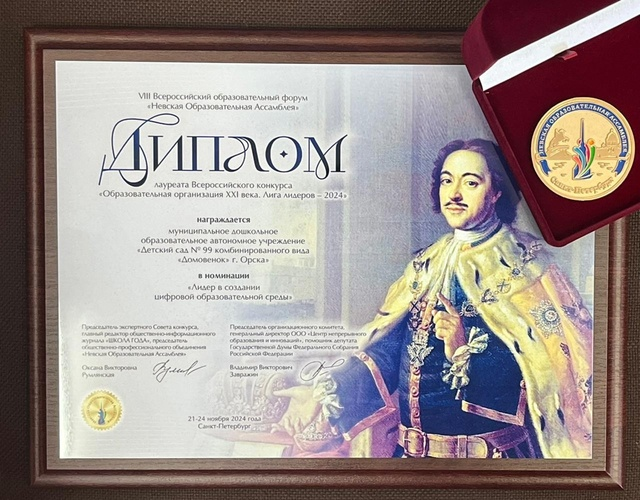 VIII Всероссийский образовательный форум
«Невская Образовательная Ассамблея»
ДИПЛОМ
лауреата Всероссийского конкурса
«Образовательная организация XXI века. Лига лидеров – 2024»
награждается
муниципальное дошкольное
образовательное автономное учреждение
«Детский сад № 99 комбинированного вида
«Домовенок» г. Орска»
в номинации
«Лидер в создании
цифровой образовательной среды»
Председатель экспертного Совета конкурса,
главный редактор общественно-информационного
журнала «ШКОЛА ГОДА», председатель
общественно-профессионального объединения
«Невская Образовательная Ассамблея»
Оксана Викторовна
Румянская
Председатель организационного комитета,
генеральный директор ООО «Центр непрерывного
образования и инноваций», помощник депутата
Государственной Думы Федерального Собрания
Российской Федерации
Владимир Викторович
Завражин
21-24 ноября 2024 года
Санкт-Петербург
НЕВСКАЯ ОБРАЗОВАТЕЛЬНАЯ АССАМБЛЕЯ
Санкт-Петербург